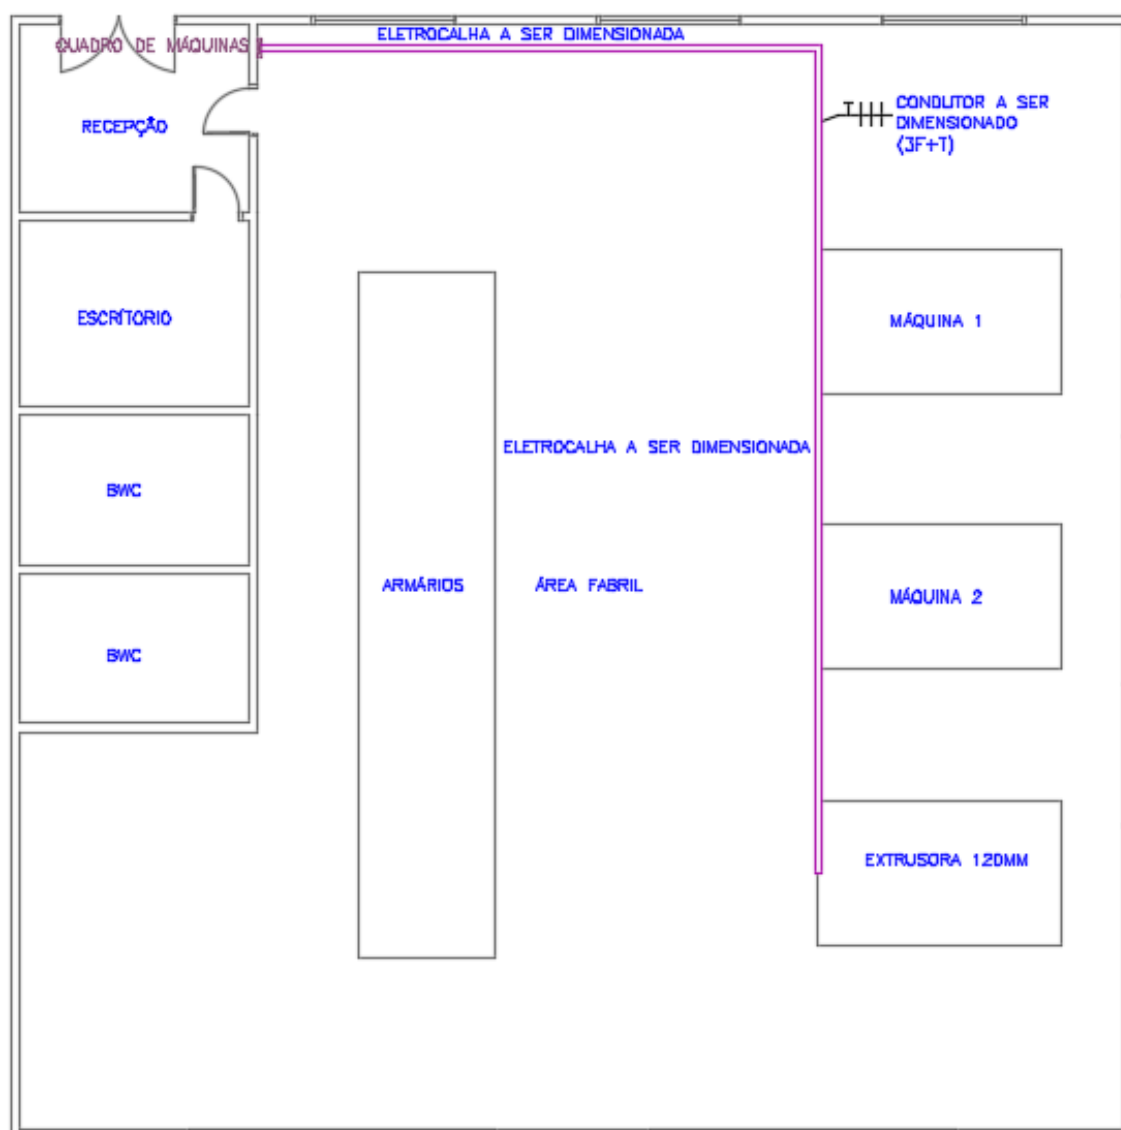 ELETROCALHA A SER DIMENSIONADA
QUADRO DE MÁQUINAS
RECEPÇÃO
CONDUTOR A SER
DIMENSIONADO
(3F+T)
T
ESCRÍTORIO
MÁQUINA 1
ELETROCALHA A SER DIMENSIONADA
BWC
ARMÁRIOS
ÁREA FABRIL
MÁQUINA 2
BWC
EXTRUSORA 120MM